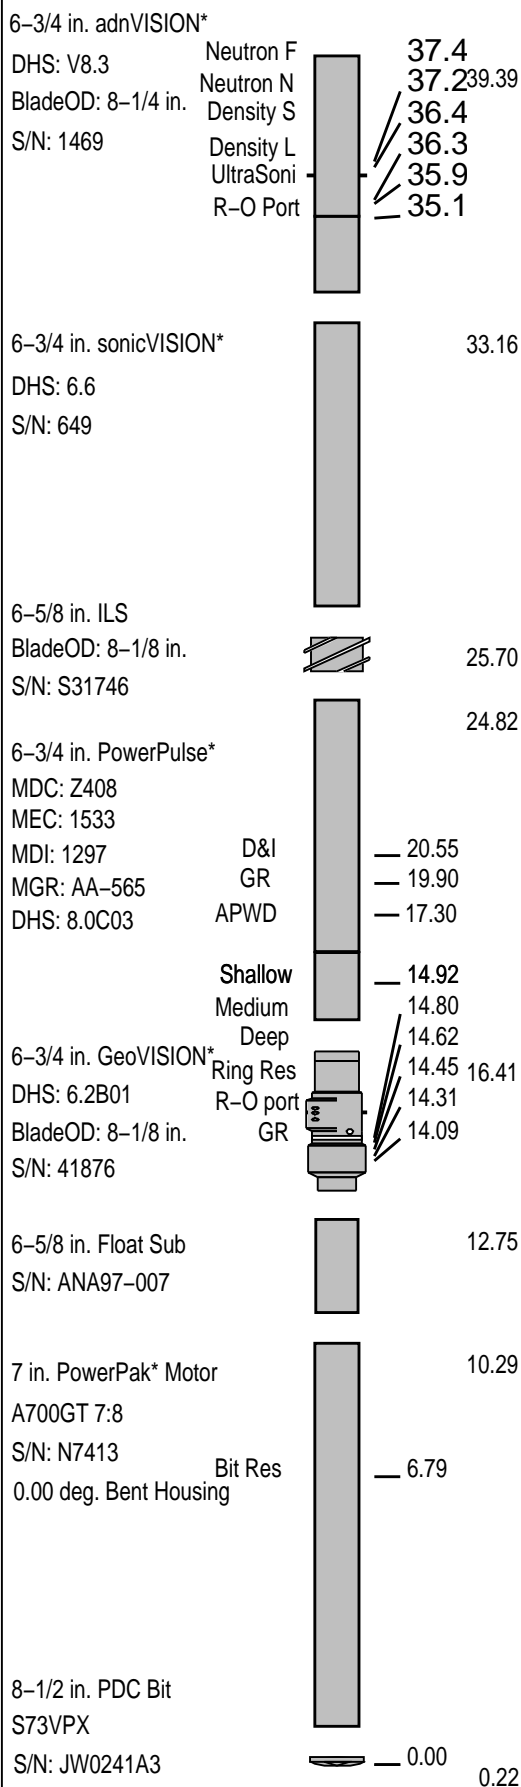 6–3/4 in. adnVISION*
Neutron F 37.4
DHS: V8.3
Neutron N 37.2 39.39
BladeOD: 8–1/4 in.
Density S 36.4
S/N: 1469
Density L 36.3
UltraSoni 35.9
R–O Port 35.1
6–3/4 in. sonicVISION* 33.16
DHS: 6.6
S/N: 649
6–5/8 in. ILS
BladeOD: 8–1/8 in. 25.70
S/N: S31746
24.82
6–3/4 in. PowerPulse*
MDC: Z408
MEC: 1533
MDI: 1297 D&I 20.55
MGR: AA–565 GR 19.90
DHS: 8.0C03 APWD 17.30
Shallow 14.92
Medium 14.80
Deep 14.62
6–3/4 in. GeoVISION* Ring Res 14.45 16.41
DHS: 6.2B01 R–O port 14.31
BladeOD: 8–1/8 in. GR 14.09
S/N: 41876
6–5/8 in. Float Sub 12.75
S/N: ANA97–007
7 in. PowerPak* Motor 10.29
A700GT 7:8
S/N: N7413 Bit Res 6.79
0.00 deg. Bent Housing
8–1/2 in. PDC Bit
S73VPX
S/N: JW0241A3 0.00
0.22